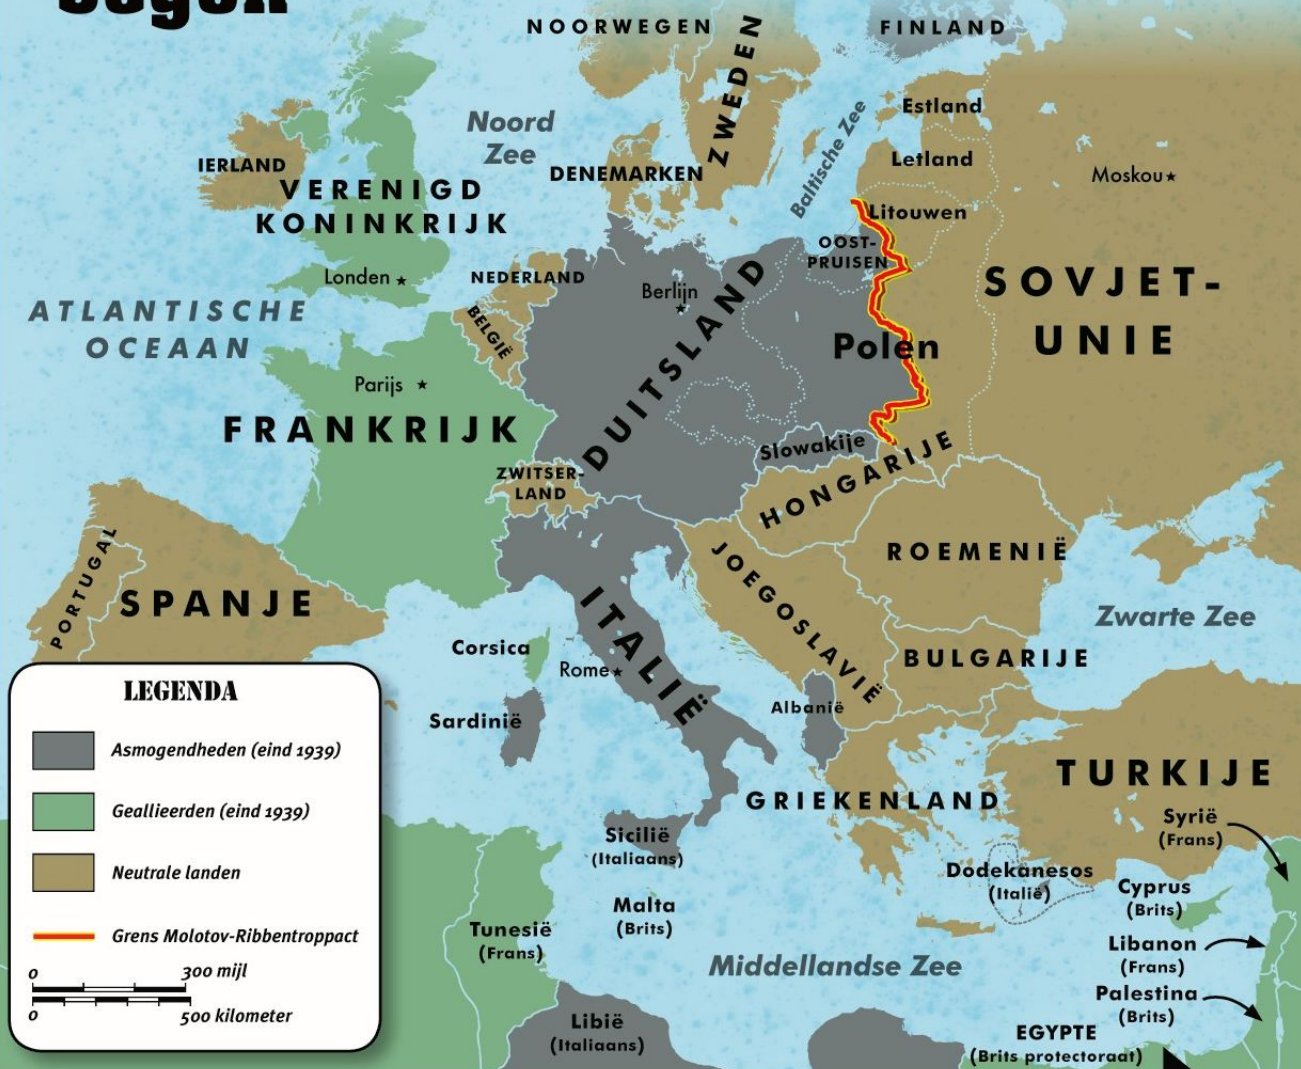 NOORWEGEN
ZWEDEN
FINLAND
Noord
Zee
Baltische Zee
Estland
Letland
Moskou
Litouwen
IERLAND
VERENIGD
KONINKRIJK
DENEMARKEN
Londen
NEDERLAND
BELGIË
Berlijn
OOST-
PRUISEN
SOVJET-
UNIE
ATLANTISCHE
OCEAAN
DUITSLAND
Polen
Parijs
FRANKRIJK
ZWITSER-
LAND
Slowakije
HONGARIJE
PORTUGAL
SPANJE
ROEMENIË
JOEGOSLAVIË
Zwarte Zee
Corsica
Rome
ITALIË
BULGARIJE
Sardinië
Albanië
TURKIJE
GRIEKENLAND
Syrië
(Frans)
Sicilië
(Italiaans)
Dodekanesos
(Italië)
Cyprus
(Brits)
Malta
(Brits)
Tunesië
(Frans)
Libanon
(Frans)
Middellandse Zee
Palestina
(Brits)
Libië
(Italiaans)
EGYPTE
(Brits protectoraat)
LEGENDA
Asmogendheden (eind 1939)
Geallieerden (eind 1939)
Neutrale landen
Grens Molotov-Ribbentroppact
0 300 mijl
0 500 kilometer